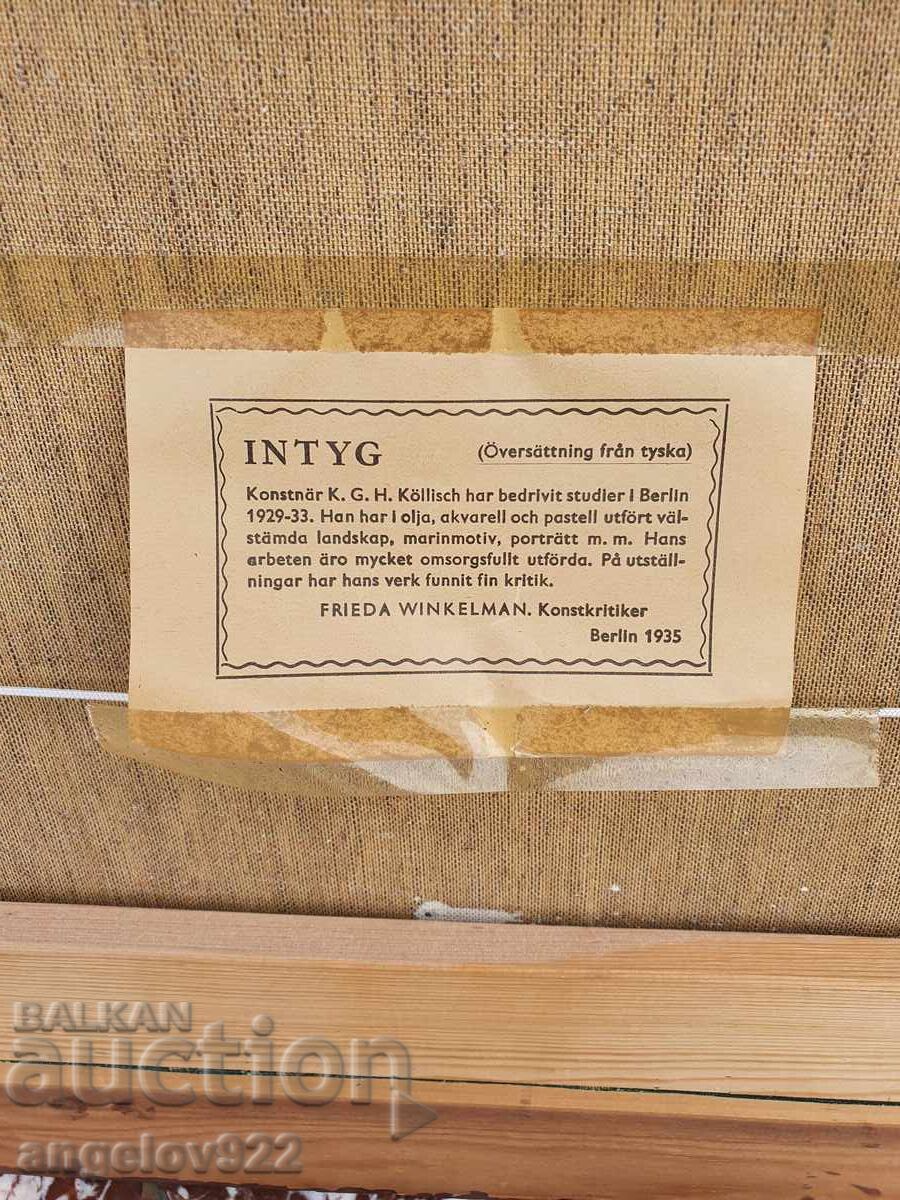 INTYG (Översättning från tyska)
Konstnär K. G. H. Köllisch har bedrivit studier i Berlin
1929-33. Han har i olja, akvarell och pastell utfört väl-
stämda landskap, marinmotiv, porträtt m. m. Hans
arbeten äro mycket omsorgsfullt utförda. På utställ-
ningar har hans verk funnit fin kritik.
FRIEDA WINKELMAN. Konstkritiker
Berlin 1935
BALKAN
auction
angelov922